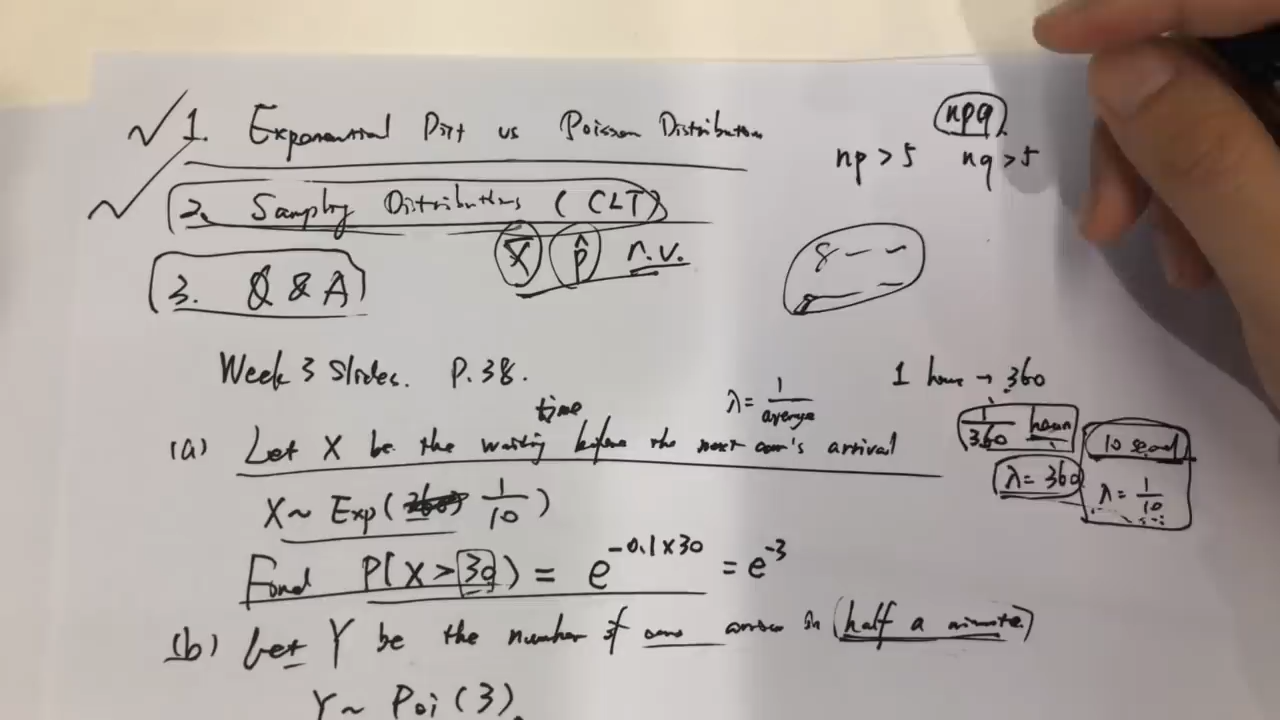 1. Exponential Dist vs Poisson Distribution
npq
np > 5 nq > 5
2. Sampling Distributions (CLT)
X̄ p̂ r.v.
3. Q & A
8
Week 3 Slides. P.38.
1 hour → 360
λ = 1/average
1/360 hour
10 second
λ = 360
λ = 1/10
time
(a) Let X be the waiting before the next car's arrival
X ~ Exp( 1/10 )
Find P(X > 30) = e^{-0.1×30} = e^{-3}
(b) Let Y be the number of cars in (half a minute)
Y ~ Poi(3).